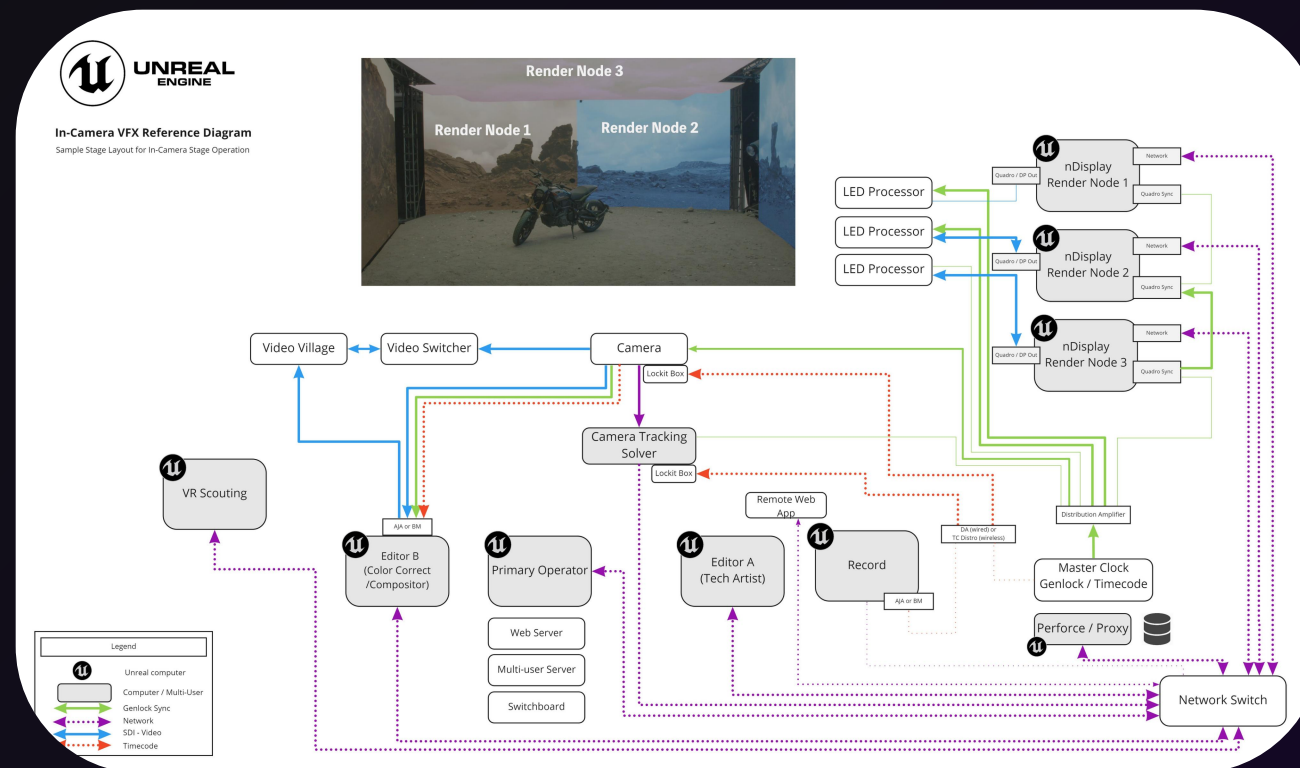 UNREAL
ENGINE
In-Camera VFX Reference Diagram
Sample Stage Layout for In-Camera Stage Operation
Render Node 3
Render Node 1
Render Node 2
LED Processor
LED Processor
LED Processor
Quadro / DP Out
nDisplay
Render Node 1
Network
Quadro Sync
Quadro / DP Out
nDisplay
Render Node 2
Network
Quadro Sync
Quadro / DP Out
nDisplay
Render Node 3
Network
Quadro Sync
Video Village
Video Switcher
Camera
Lockit Box
Camera Tracking
Solver
Lockit Box
VR Scouting
AJA or BM
Editor B
(Color Correct
/Compositor)
Primary Operator
Web Server
Multi-user Server
Switchboard
Editor A
(Tech Artist)
Remote Web
App
Record
AJA or BM
DA (wired) or
TC Distro (wireless)
Distribution Amplifier
Master Clock
Genlock / Timecode
Perforce / Proxy
Network Switch
Legend
Unreal computer
Computer / Multi-User
Genlock Sync
Network
SDI - Video
Timecode